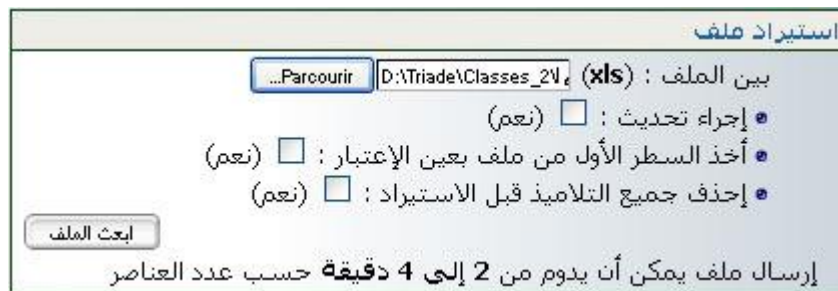 استيراد ملف
بين الملف : (xls) D:\Triade\Classes_2\ Parcourir...
إجراء تحديث : (نعم)
أخذ السطر الأول من ملف بعين الإعتبار : (نعم)
إحذف جميع التلاميذ قبل الاستيراد : (نعم)
ابعث الملف
إرسال ملف يمكن أن يدوم من 2 إلى 4 دقيقة حسب عدد العناصر